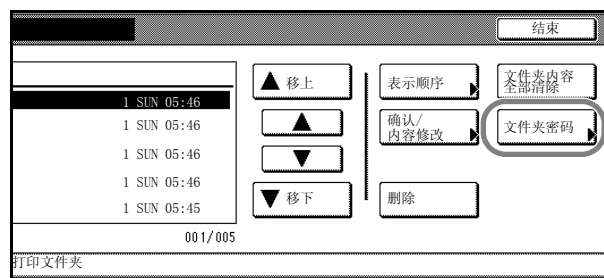 结束
移上
表示顺序
文件夹内容
全部清除
1 SUN 05:46
1 SUN 05:46
确认/
内容修改
文件夹密码
1 SUN 05:46
1 SUN 05:46
1 SUN 05:45
移下
删除
001/005
打印文件夹